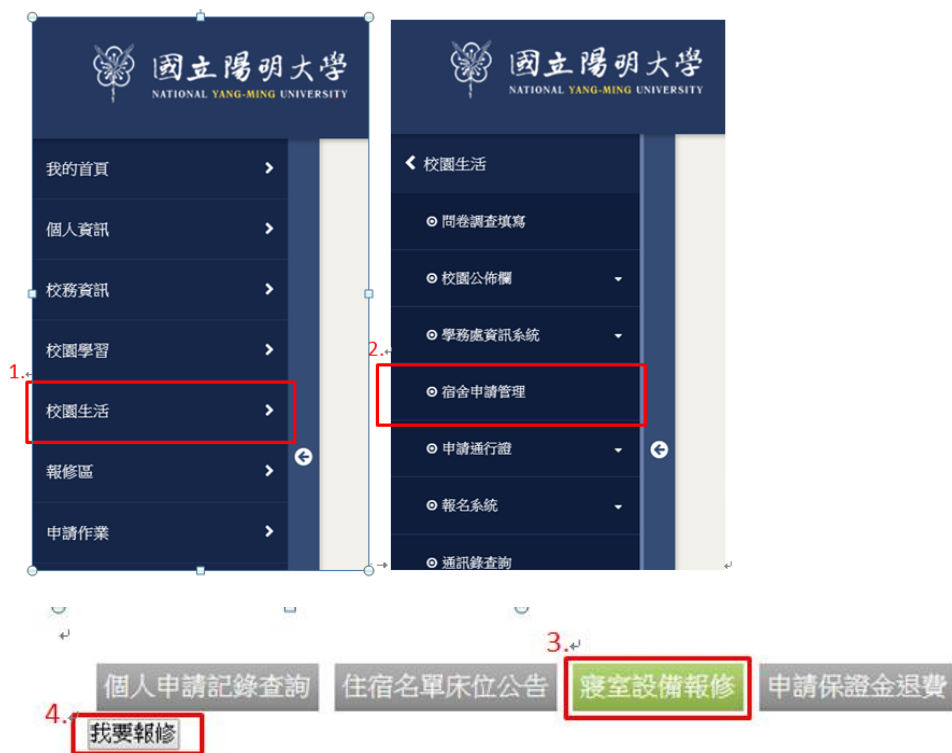 國立陽明大學
NATIONAL YANG-MING UNIVERSITY
我的首頁
個人資訊
校務資訊
校園學習
1.
校園生活
報修區
申請作業
國立陽明大學
NATIONAL YANG-MING UNIVERSITY
校園生活
問卷調查填寫
校園公佈欄
學務處資訊系統
2.
宿舍申請管理
申請通行證
報名系統
通訊錄查詢
3.
個人申請記錄查詢 住宿名單床位公告 寢室設備報修 申請保證金退費
4.
我要報修